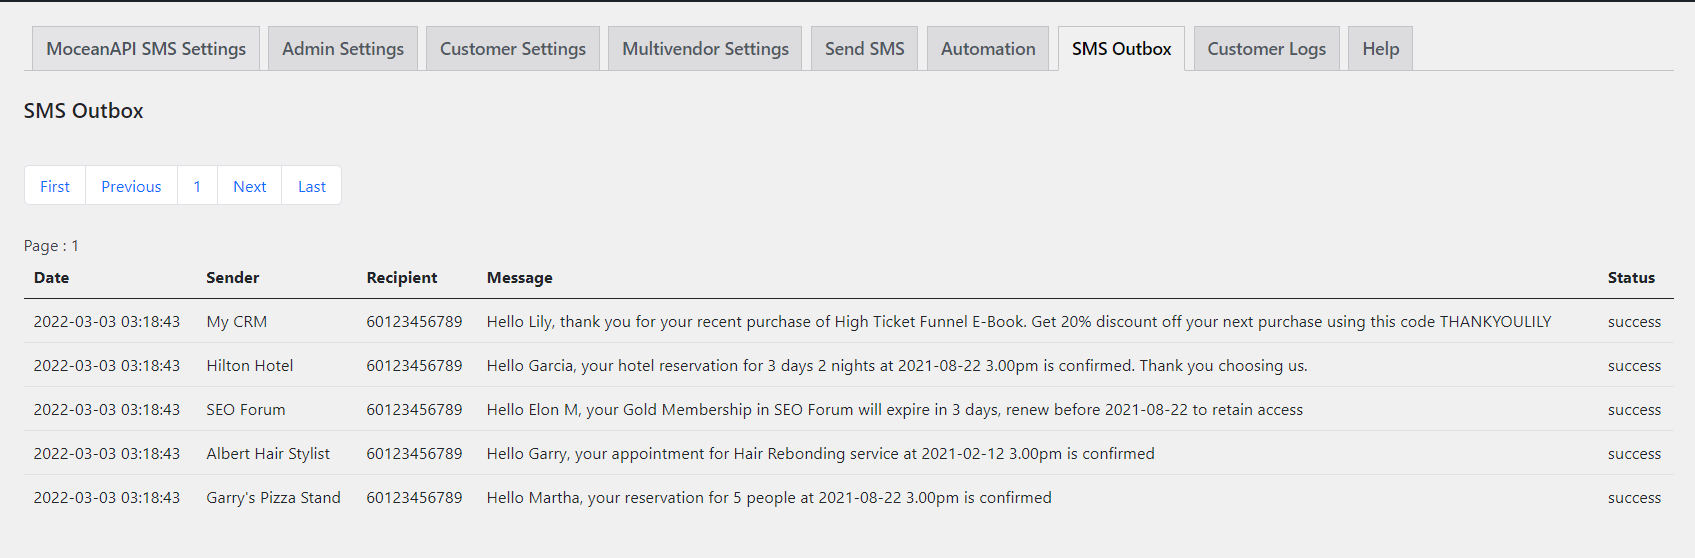 MoceanAPI SMS Settings Admin Settings Customer Settings Multivendor Settings Send SMS Automation SMS Outbox Customer Logs Help
SMS Outbox
First Previous 1 Next Last
Page : 1
Date Sender Recipient Message Status
2022-03-03 03:18:43 My CRM 60123456789 Hello Lily, thank you for your recent purchase of High Ticket Funnel E-Book. Get 20% discount off your next purchase using this code THANKYOULILY success
2022-03-03 03:18:43 Hilton Hotel 60123456789 Hello Garcia, your hotel reservation for 3 days 2 nights at 2021-08-22 3.00pm is confirmed. Thank you choosing us. success
2022-03-03 03:18:43 SEO Forum 60123456789 Hello Elon M, your Gold Membership in SEO Forum will expire in 3 days, renew before 2021-08-22 to retain access success
2022-03-03 03:18:43 Albert Hair Stylist 60123456789 Hello Garry, your appointment for Hair Rebonding service at 2021-02-12 3.00pm is confirmed success
2022-03-03 03:18:43 Garry's Pizza Stand 60123456789 Hello Martha, your reservation for 5 people at 2021-08-22 3.00pm is confirmed success